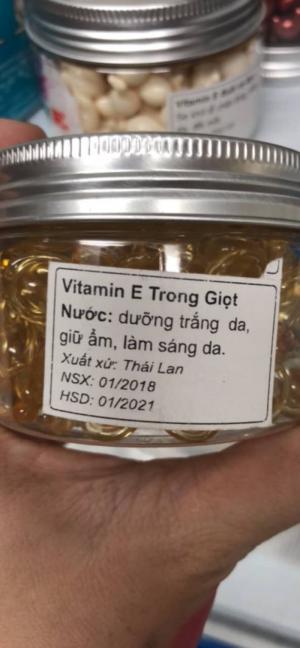 Vitamin E
Vitamin E Trong Giọt
Nước: dưỡng trắng da,
giữ ẩm, làm sáng da.
Xuất xứ: Thái Lan
NSX: 01/2018
HSD: 01/2021